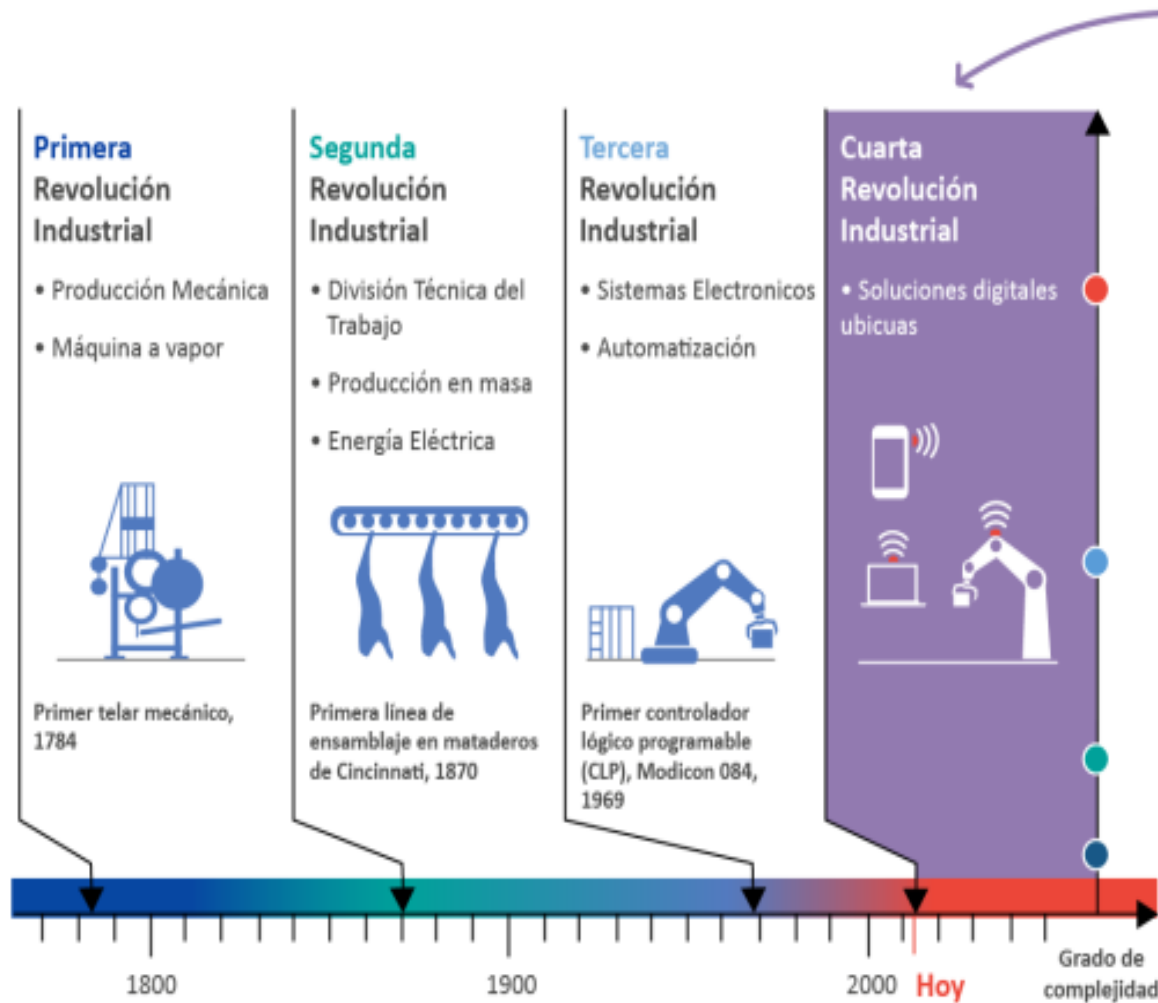 Primera
Revolución
Industrial
• Producción Mecánica
• Máquina a vapor
Primer telar mecánico,
1784
Segunda
Revolución
Industrial
• División Técnica del
Trabajo
• Producción en masa
• Energía Eléctrica
Primera línea de
ensamblaje en mataderos
de Cincinnati, 1870
Tercera
Revolución
Industrial
• Sistemas Electronicos
• Automatización
Primer controlador
lógico programable
(CLP), Modicon 084,
1969
Cuarta
Revolución
Industrial
• Soluciones digitales
ubicuas
1800
1900
2000
Hoy
Grado de
complejidad